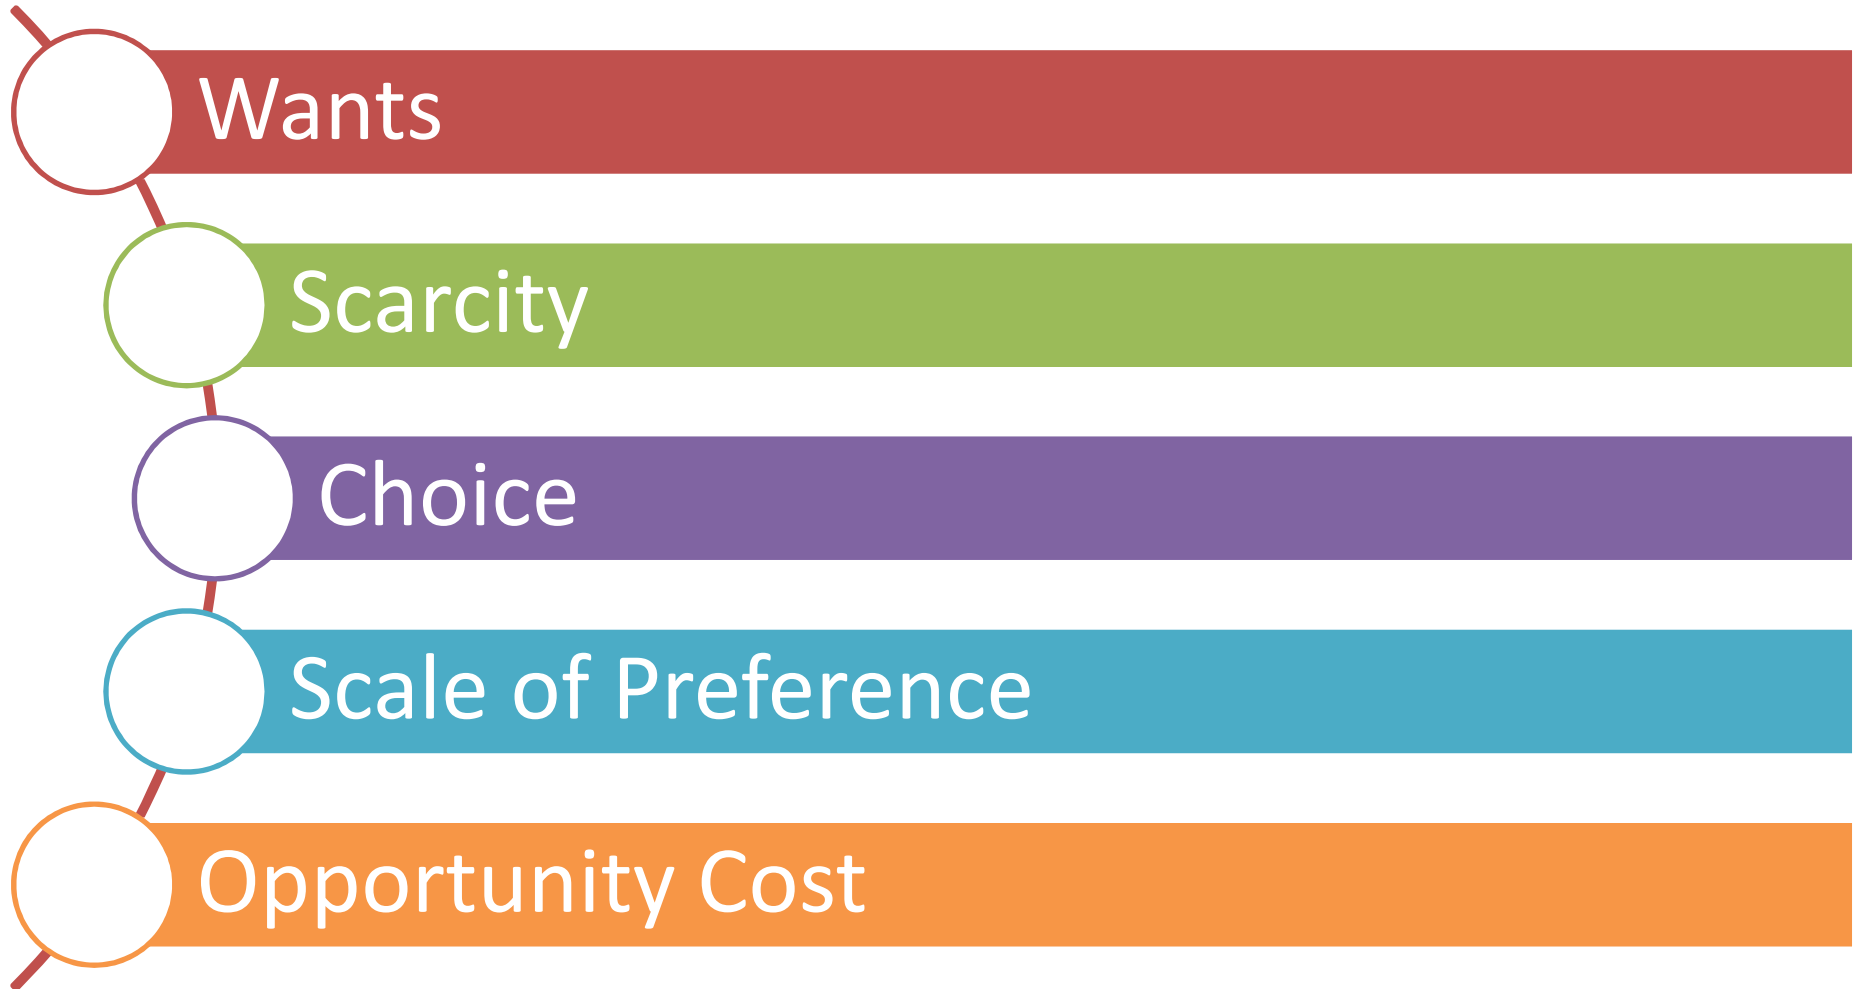 Wants
Scarcity
Choice
Scale of Preference
Opportunity Cost